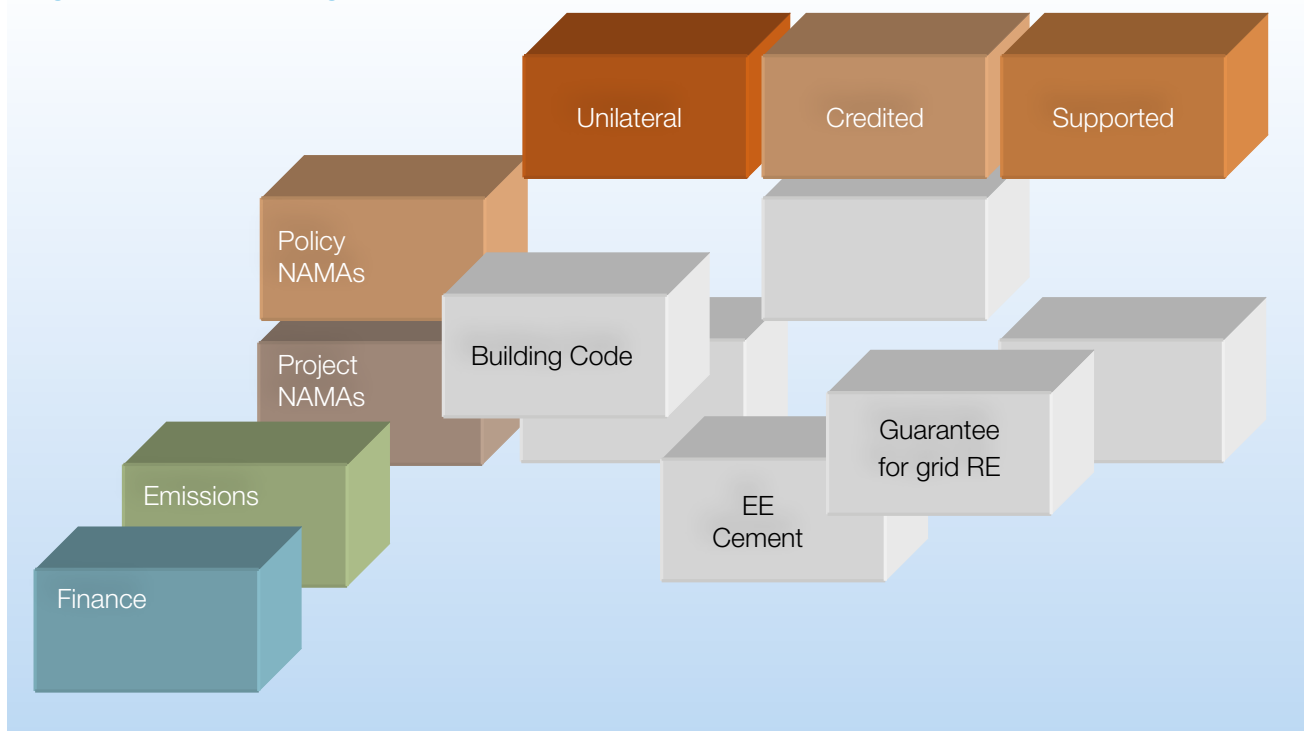 Unilateral
Credited
Supported
Policy
NAMAs
Building Code
Project
NAMAs
Guarantee
for grid RE
Emissions
EE
Cement
Finance